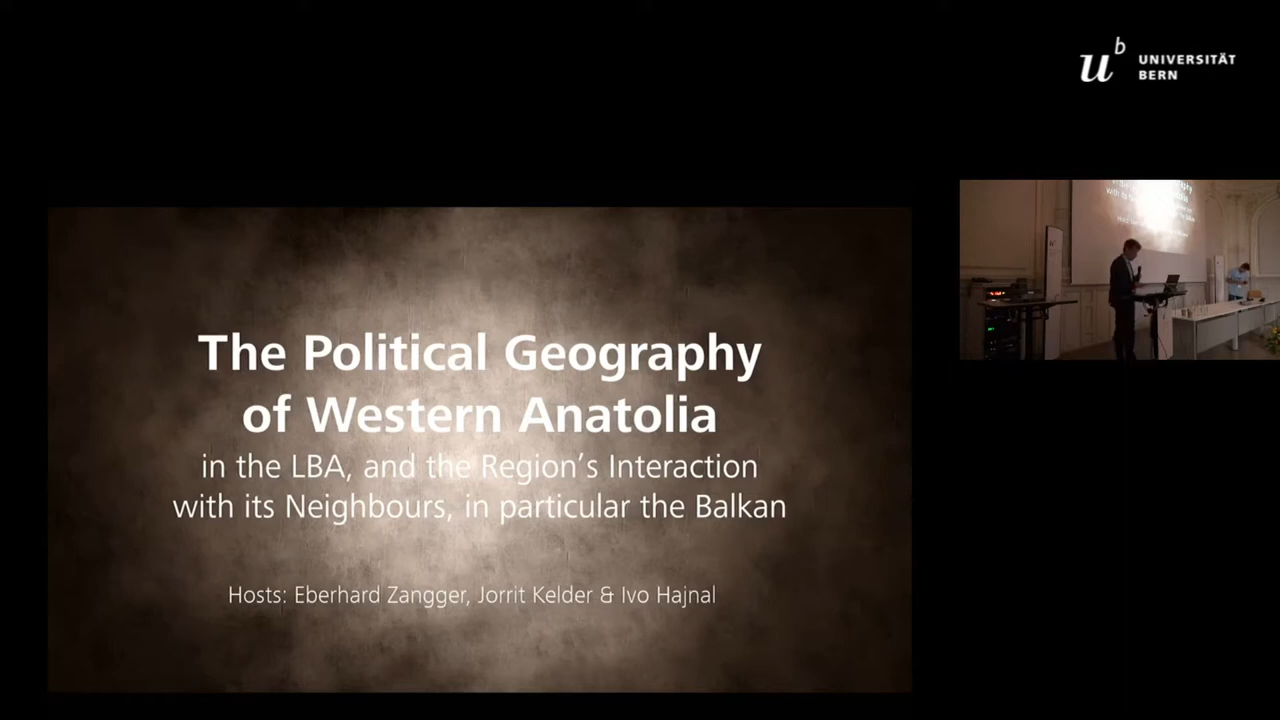 u^b UNIVERSITÄT
BERN
The Political Geography
of Western Anatolia
in the LBA, and the Region's Interaction
with its Neighbours, in particular the Balkan
Hosts: Eberhard Zangger, Jorrit Kelder & Ivo Hajnal